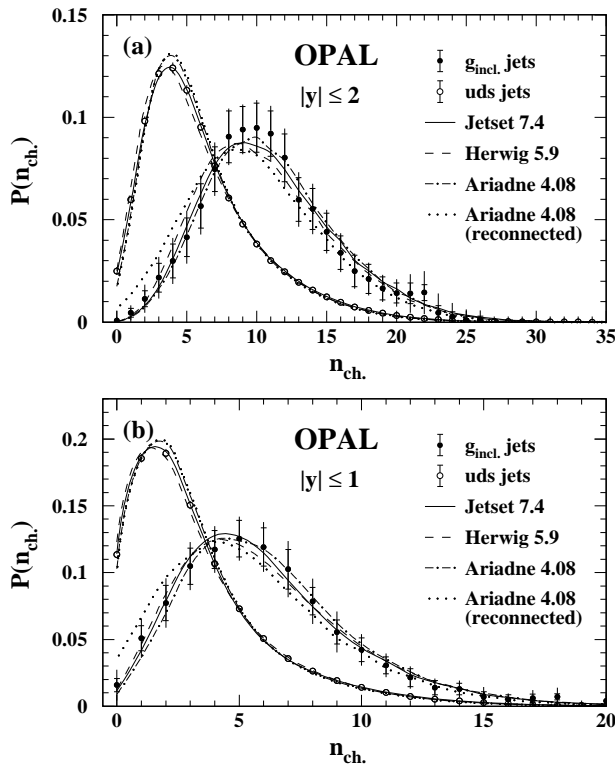 (a)
OPAL
|y| ≤ 2
g_incl. jets
uds jets
Jetset 7.4
Herwig 5.9
Ariadne 4.08
Ariadne 4.08
(reconnected)
P(n_ch.)
0.15
0.1
0.05
0
0 5 10 15 20 25 30 35
n_ch.
(b)
OPAL
|y| ≤ 1
g_incl. jets
uds jets
Jetset 7.4
Herwig 5.9
Ariadne 4.08
Ariadne 4.08
(reconnected)
P(n_ch.)
0.2
0.15
0.1
0.05
0
0 5 10 15 20
n_ch.